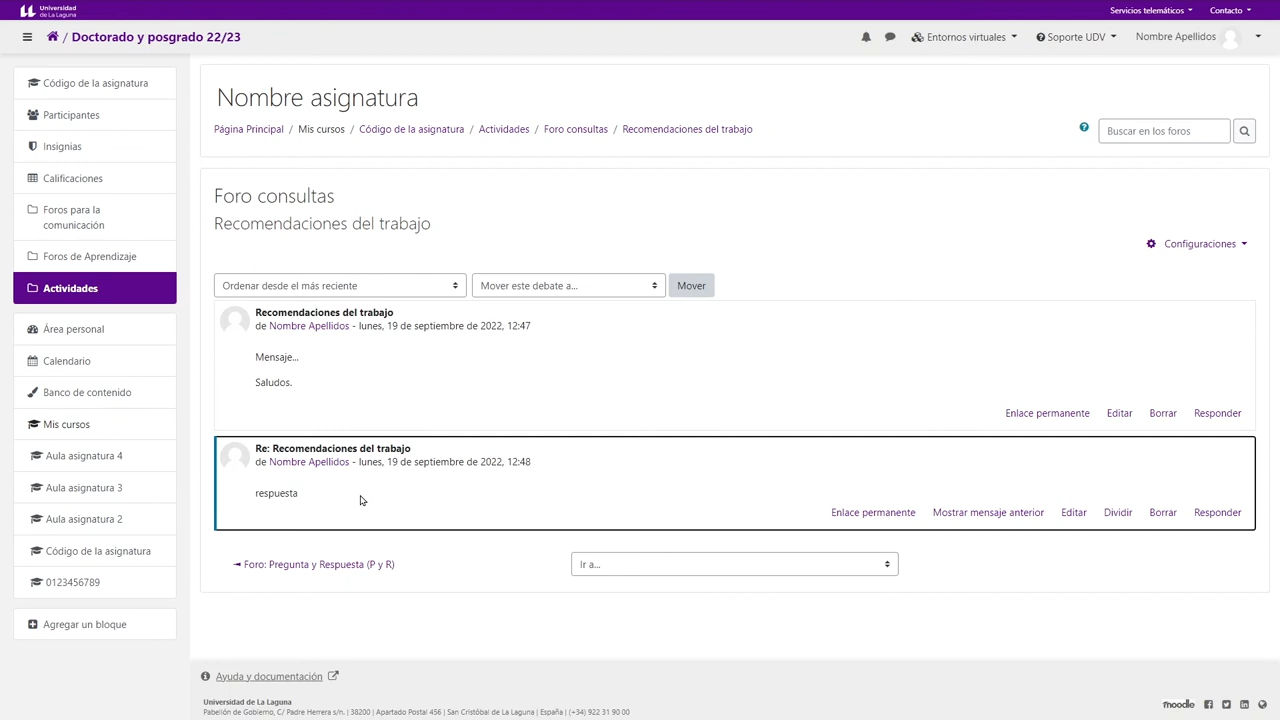 Universidad
de La Laguna
Servicios telemáticos
Contacto
/ Doctorado y posgrado 22/23
Entornos virtuales
Soporte UDV
Nombre Apellidos
Código de la asignatura
Participantes
Insignias
Calificaciones
Foros para la
comunicación
Foros de Aprendizaje
Actividades
Área personal
Calendario
Banco de contenido
Mis cursos
Aula asignatura 4
Aula asignatura 3
Aula asignatura 2
Código de la asignatura
0123456789
Agregar un bloque
Nombre asignatura
Página Principal / Mis cursos / Código de la asignatura / Actividades / Foro consultas / Recomendaciones del trabajo
Buscar en los foros
Foro consultas
Recomendaciones del trabajo
Configuraciones
Ordenar desde el más reciente
Mover este debate a...
Mover
Recomendaciones del trabajo
de Nombre Apellidos - lunes, 19 de septiembre de 2022, 12:47
Mensaje...
Saludos.
Enlace permanente Editar Borrar Responder
Re: Recomendaciones del trabajo
de Nombre Apellidos - lunes, 19 de septiembre de 2022, 12:48
respuesta
Enlace permanente Mostrar mensaje anterior Editar Dividir Borrar Responder
◄ Foro: Pregunta y Respuesta (P y R)
Ir a...
Ayuda y documentación
Universidad de La Laguna
Pabellón de Gobierno, C/ Padre Herrera s/n. | 38200 | Apartado Postal 456 | San Cristóbal de La Laguna | España | (+34) 922 31 90 00
moodle